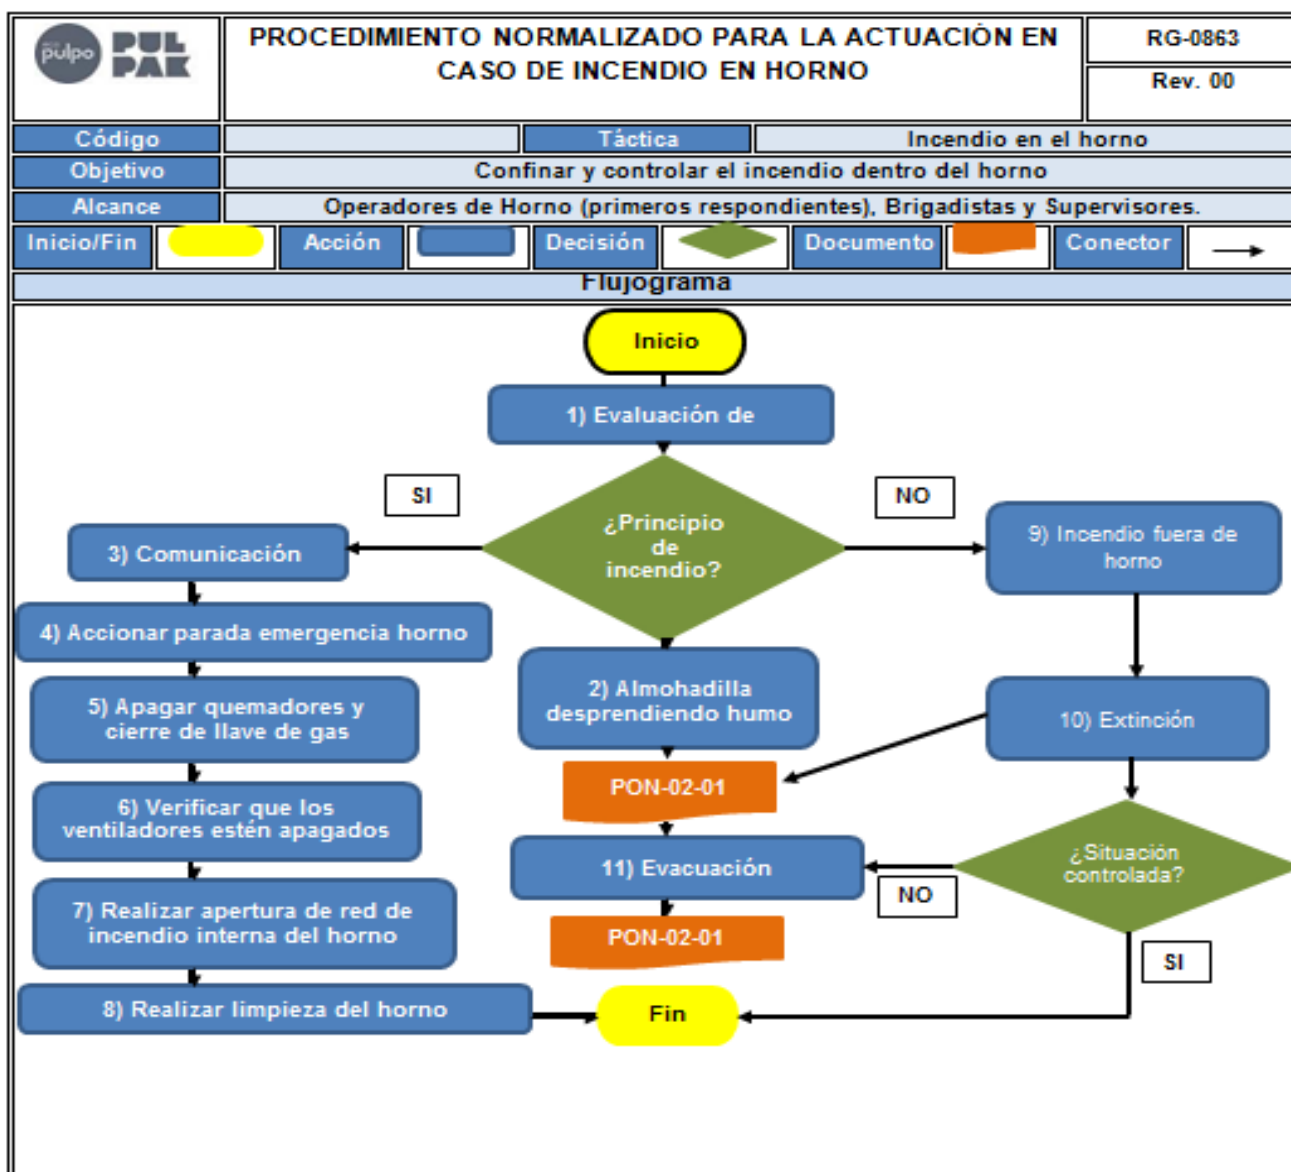 pulpo
PUL
PAK
PROCEDIMIENTO NORMALIZADO PARA LA ACTUACIÓN EN
CASO DE INCENDIO EN HORNO
RG-0863
Rev. 00
Código
Táctica
Incendio en el horno
Objetivo
Confinar y controlar el incendio dentro del horno
Alcance
Operadores de Horno (primeros respondientes), Brigadistas y Supervisores.
Inicio/Fin
Acción
Decisión
Documento
Conector
Flujograma
Inicio
1) Evaluación de
SI
NO
¿Principio
de
incendio?
3) Comunicación
9) Incendio fuera de
horno
4) Accionar parada emergencia horno
2) Almohadilla
desprendiendo humo
5) Apagar quemadores y
cierre de llave de gas
10) Extinción
PON-02-01
6) Verificar que los
ventiladores estén apagados
11) Evacuación
¿Situación
controlada?
NO
7) Realizar apertura de red de
incendio interna del horno
PON-02-01
SI
8) Realizar limpieza del horno
Fin